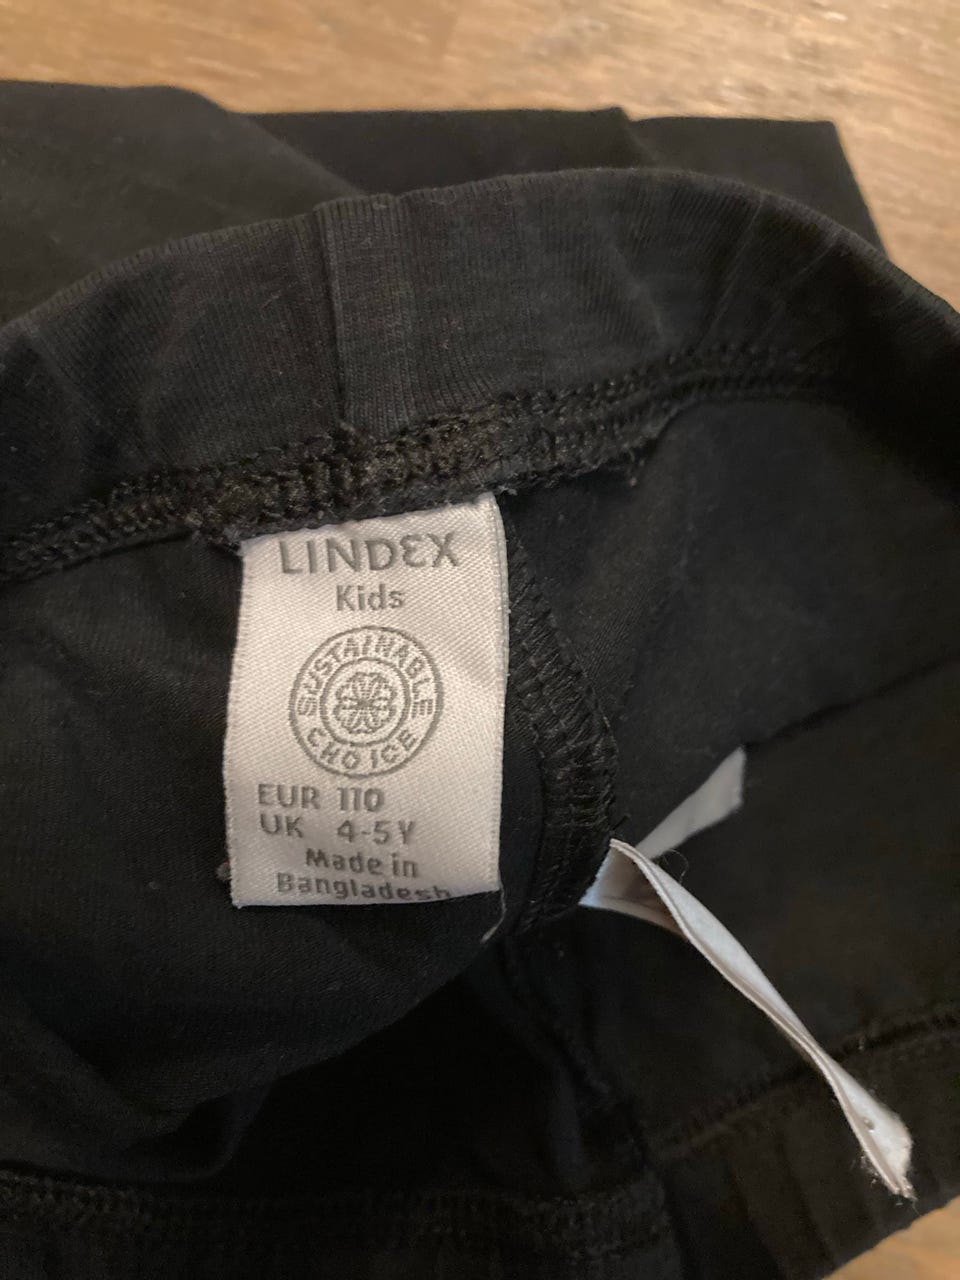 LINDEX
Kids
SUSTAINABLE
CHOICE
EUR 110
UK 4-5Y
Made in
Bangladesh